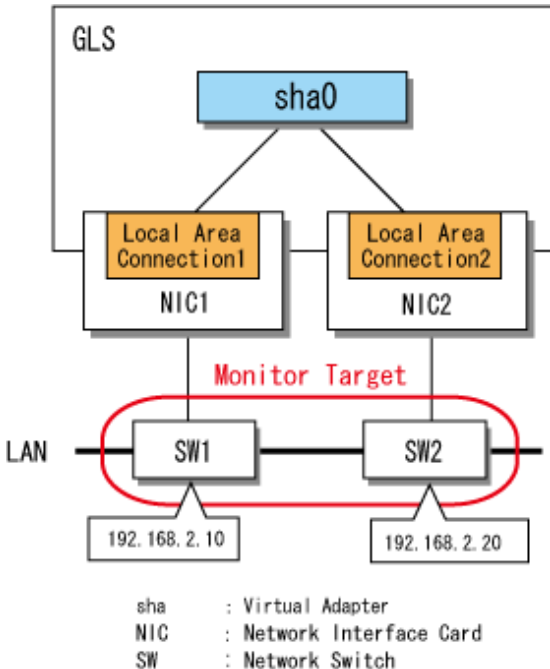 GLS
sha0
Local Area
Connection1
Local Area
Connection2
NIC1
NIC2
Monitor Target
LAN
SW1
SW2
192.168.2.10
192.168.2.20
sha : Virtual Adapter
NIC : Network Interface Card
SW : Network Switch